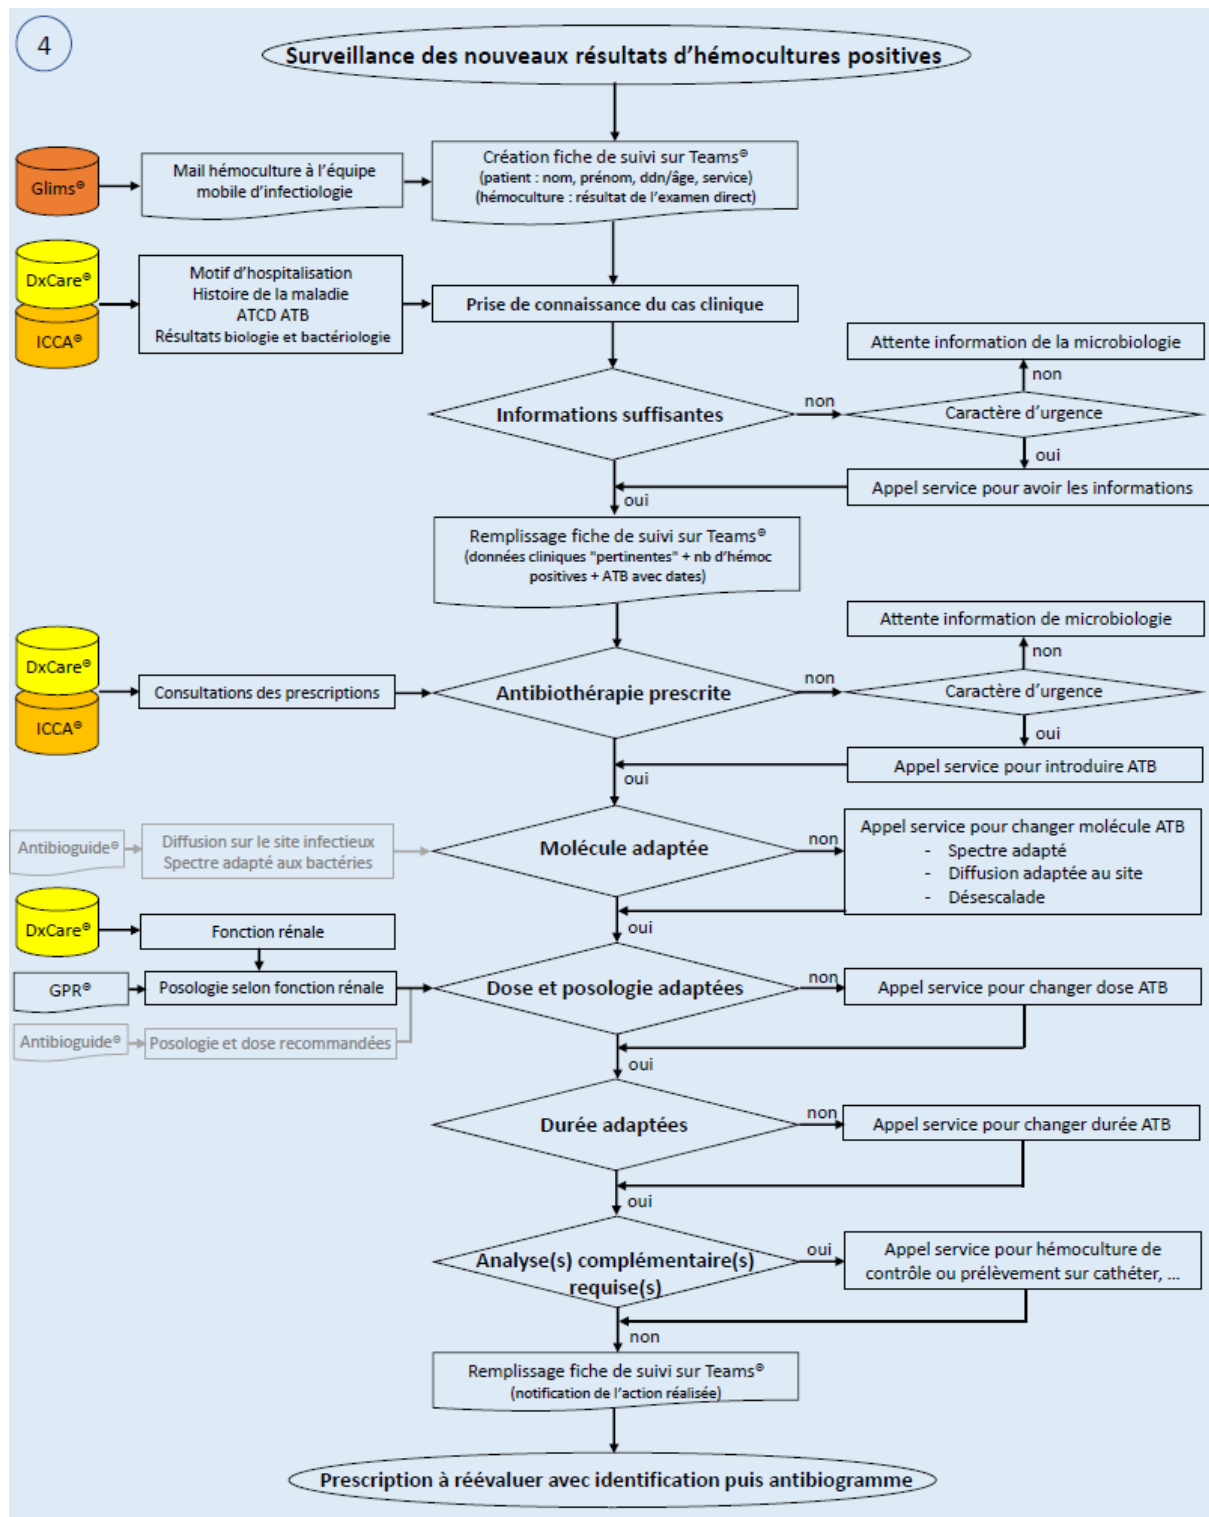 4
Surveillance des nouveaux résultats d’hémocultures positives
Glims®
Mail hémoculture à l’équipe
mobile d’infectiologie
Création fiche de suivi sur Teams®
(patient : nom, prénom, ddn/âge, service)
(hémoculture : résultat de l’examen direct)
DxCare®
ICCA®
Motif d’hospitalisation
Histoire de la maladie
ATCD ATB
Résultats biologie et bactériologie
Prise de connaissance du cas clinique
Attente information de la microbiologie
non
Informations suffisantes
non
Caractère d’urgence
oui
Appel service pour avoir les informations
oui
Remplissage fiche de suivi sur Teams®
(données cliniques "pertinentes" + nb d’hémoc
positives + ATB avec dates)
Attente information de microbiologie
non
DxCare®
ICCA®
Consultations des prescriptions
Antibiothérapie prescrite
non
Caractère d’urgence
oui
Appel service pour introduire ATB
oui
Antibioguide®
Diffusion sur le site infectieux
Spectre adapté aux bactéries
Molécule adaptée
non
Appel service pour changer molécule ATB
- Spectre adapté
- Diffusion adaptée au site
- Désescalade
oui
DxCare®
Fonction rénale
GPR®
Posologie selon fonction rénale
Dose et posologie adaptées
non
Appel service pour changer dose ATB
Antibioguide®
Posologie et dose recommandées
oui
Durée adaptées
non
Appel service pour changer durée ATB
oui
Analyse(s) complémentaire(s)
requise(s)
oui
Appel service pour hémoculture de
contrôle ou prélèvement sur cathéter, ...
non
Remplissage fiche de suivi sur Teams®
(notification de l’action réalisée)
Prescription à réévaluer avec identification puis antibiogramme